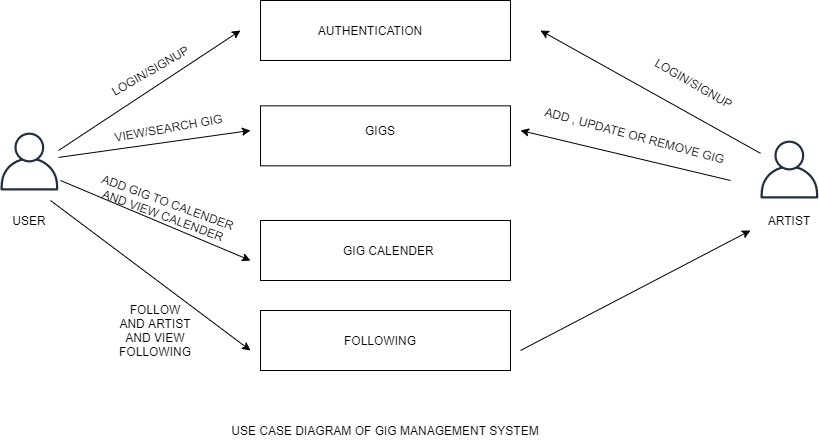 AUTHENTICATION
LOGIN/SIGNUP
LOGIN/SIGNUP
VIEW/SEARCH GIG
GIGS
ADD , UPDATE OR REMOVE GIG
ADD GIG TO CALENDER
AND VIEW CALENDER
USER
ARTIST
GIG CALENDER
FOLLOW
AND ARTIST
AND VIEW
FOLLOWING
FOLLOWING
USE CASE DIAGRAM OF GIG MANAGEMENT SYSTEM